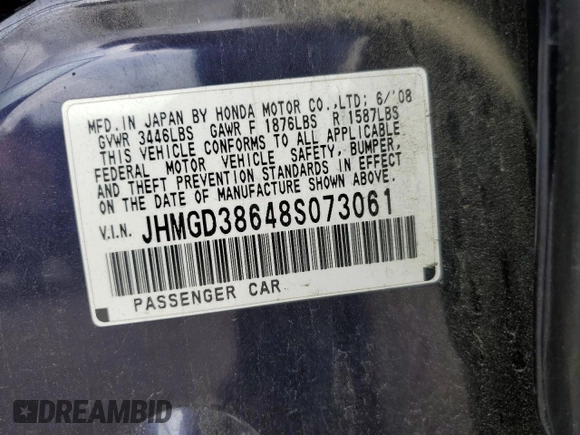 MFD.IN JAPAN BY HONDA MOTOR CO.,LTD; 6/'08
GVWR 3446LBS GAWR F 1876LBS R 1587LBS
THIS VEHICLE CONFORMS TO ALL APPLICABLE
FEDERAL MOTOR VEHICLE SAFETY, BUMPER,
AND THEFT PREVENTION STANDARDS IN EFFECT
ON THE DATE OF MANUFACTURE SHOWN ABOVE.
V.I.N. JHMGD38648S073061
PASSENGER CAR
DREAMBID